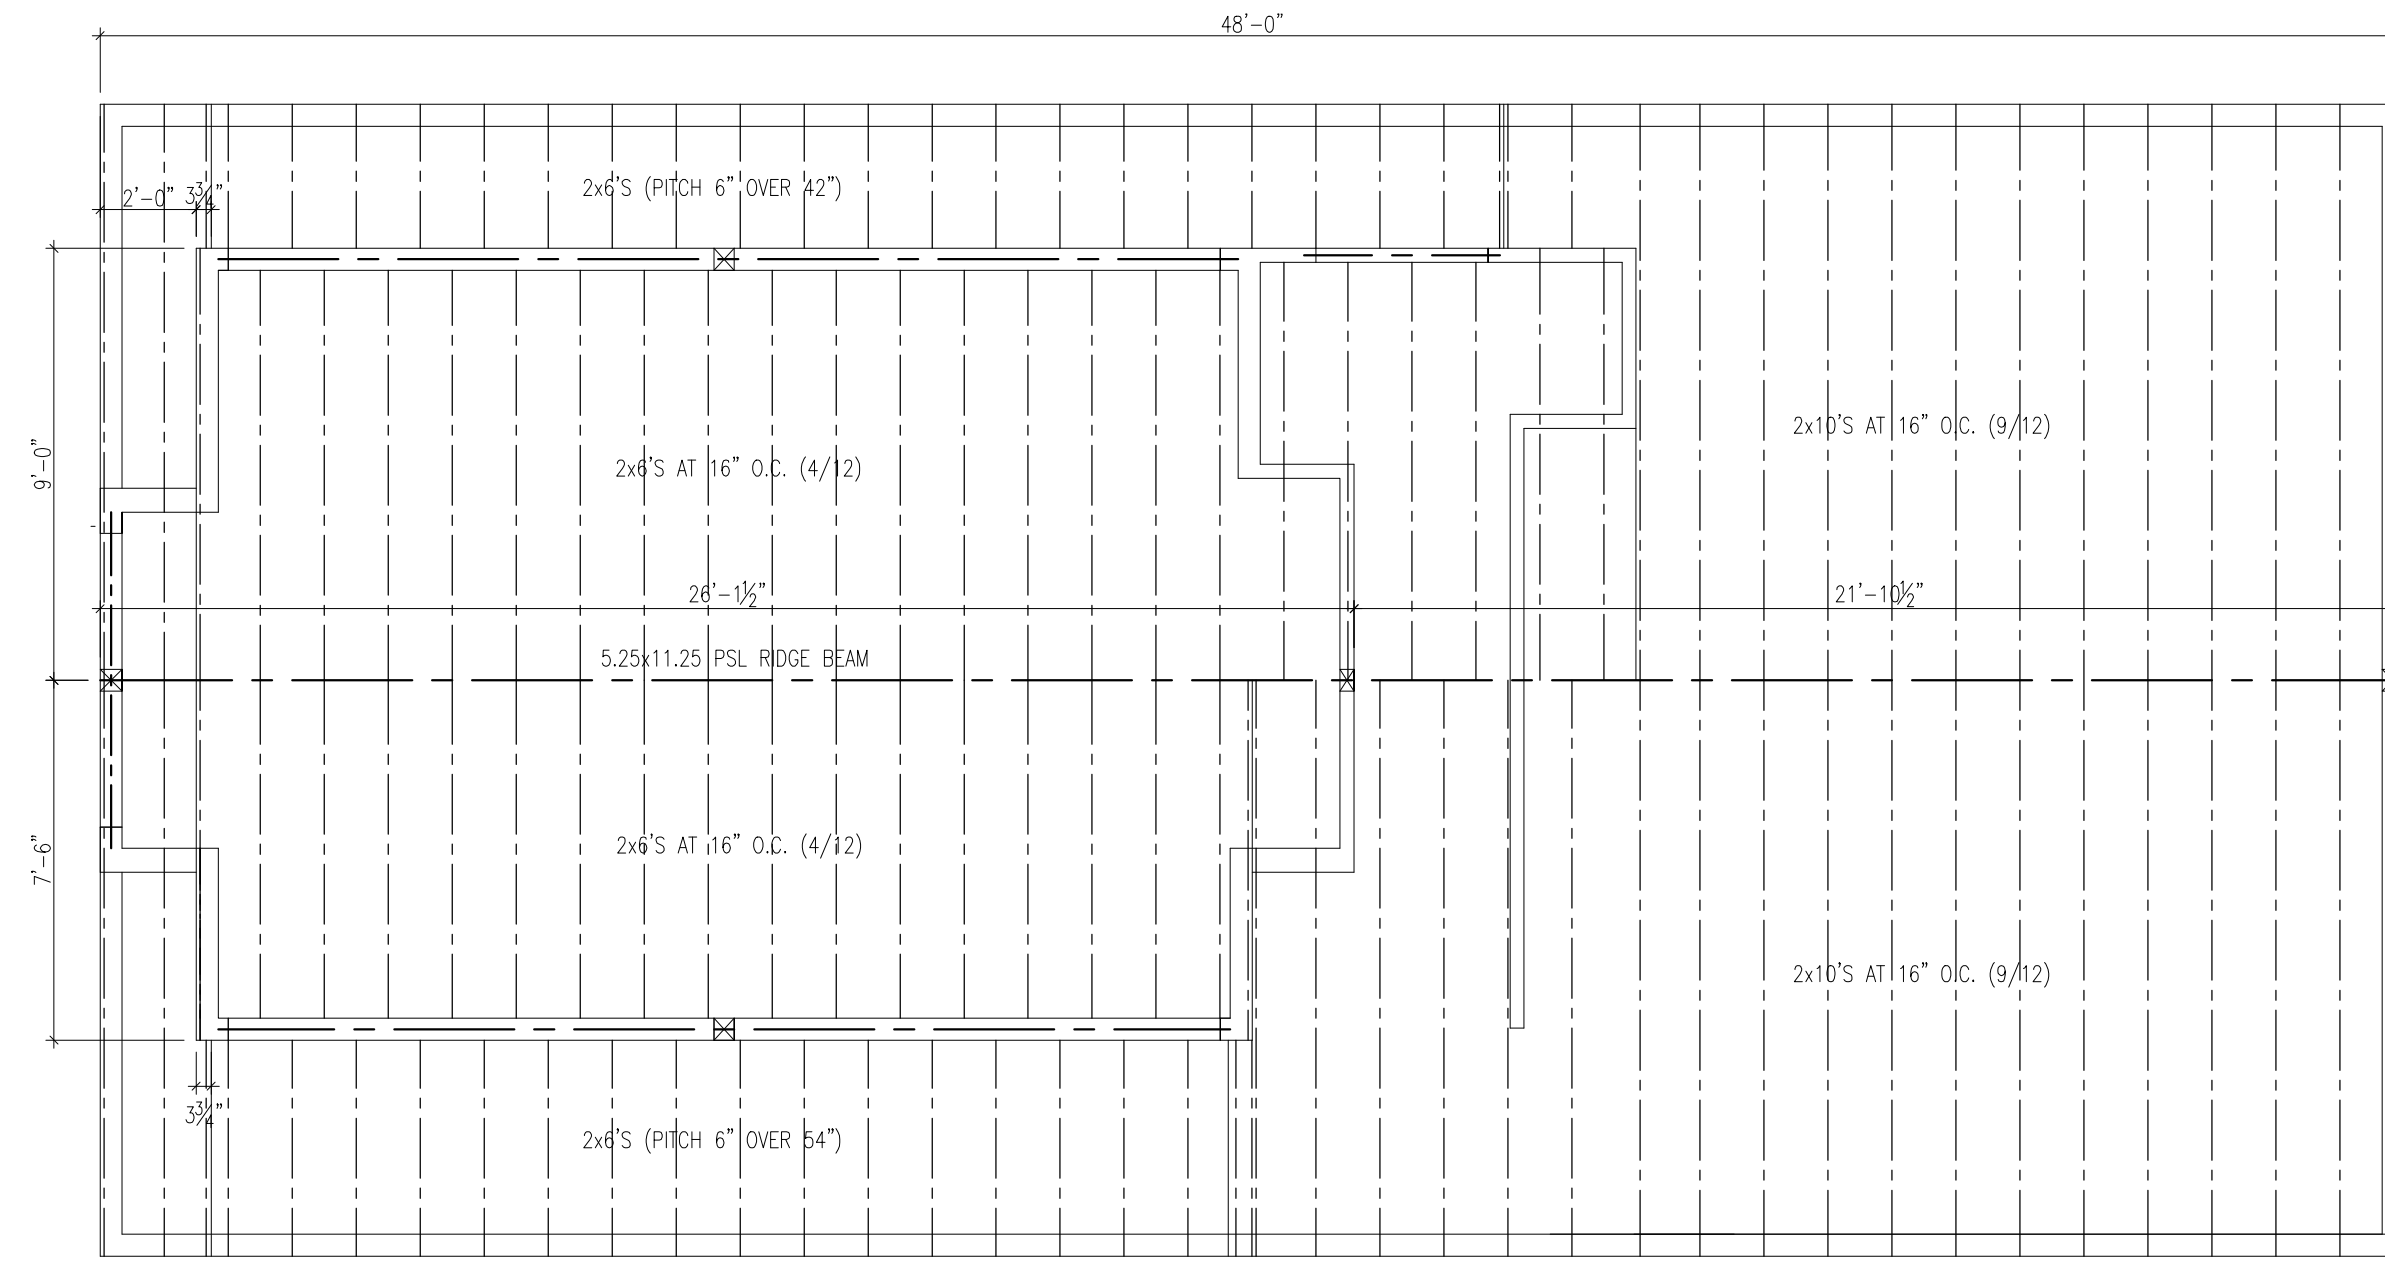 48'-0"
2x6'S (PITCH 6" OVER 42")
2'-0" 3¾"
2x10'S AT 16" O.C. (9/12)
9'-0"
2x6'S AT 16" O.C. (4/12)
26'-1½"
21'-10½"
5.25x11.25 PSL RIDGE BEAM
7'-6"
2x6'S AT 16" O.C. (4/12)
2x10'S AT 16" O.C. (9/12)
3¾"
2x6'S (PITCH 6" OVER 54")